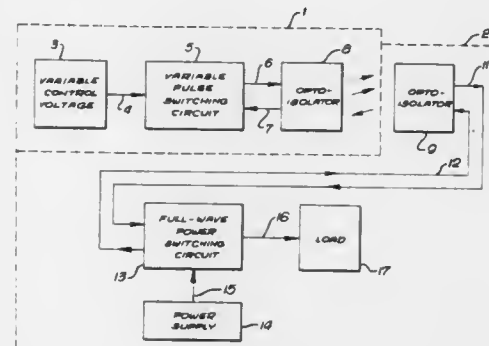 1
2
3
VARIABLE
CONTROL
VOLTAGE
4
5
VARIABLE
PULSE
SWITCHING
CIRCUIT
6
7
8
OPTO-
ISOLATOR
OPTO-
ISOLATOR
9
11
12
FULL-WAVE
POWER
SWITCHING
CIRCUIT
13
16
LOAD
17
15
POWER
SUPPLY
14